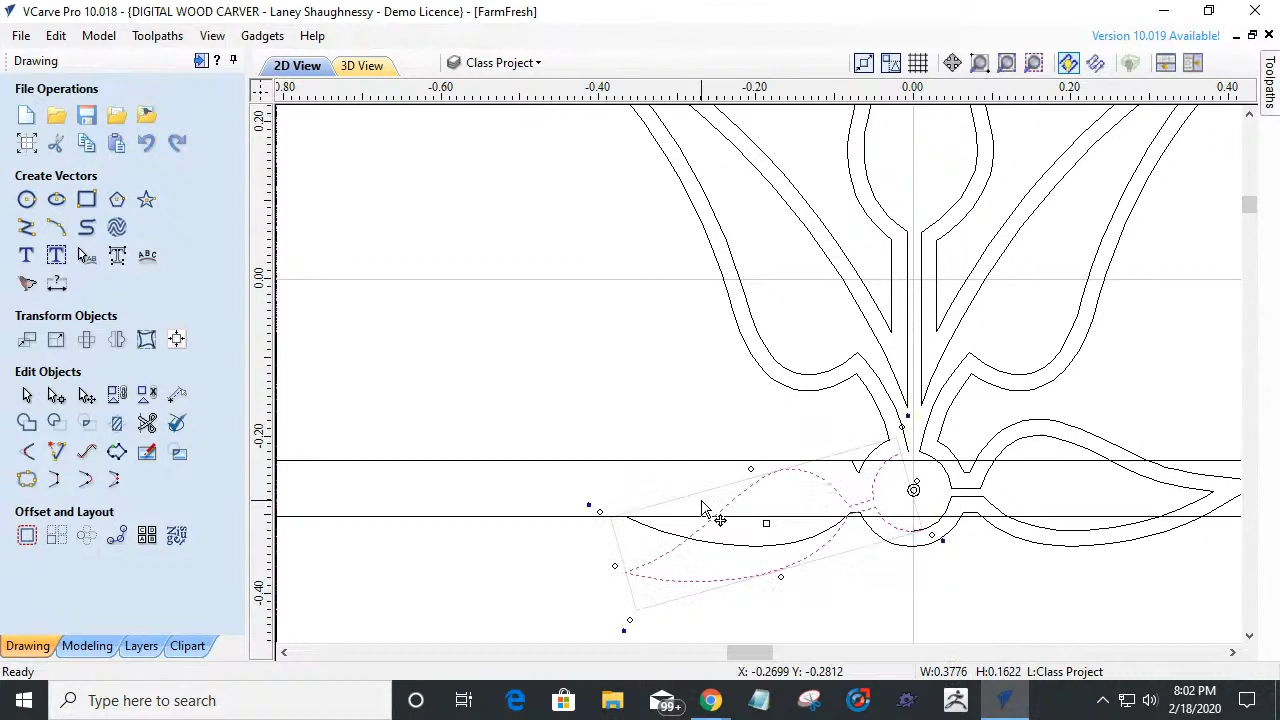 VCarve Pro 10.018 - {DIGITAL WOOD CARVER - Laney Shaughnessy - Demo Licence} - [FarmFresh]
File Edit Model Toolpaths View Gadgets Help
Version 10.019 Available!
Drawing
?
2D View
3D View
Class Project
Toolpaths
File Operations
Create Vectors
Transform Objects
Edit Objects
Offset and Layout
0.80 -0.60 -0.40 -0.20 0.00 0.20 0.40
0.20
0.00
-0.20
-0.40
Drawing Modeling Layers Clipart
Ready
X: -0.2699 Y: -0.2812
W:0.3776 H:0.1622 L:Class Project
Type here to search
99+
8:02 PM
2/18/2020